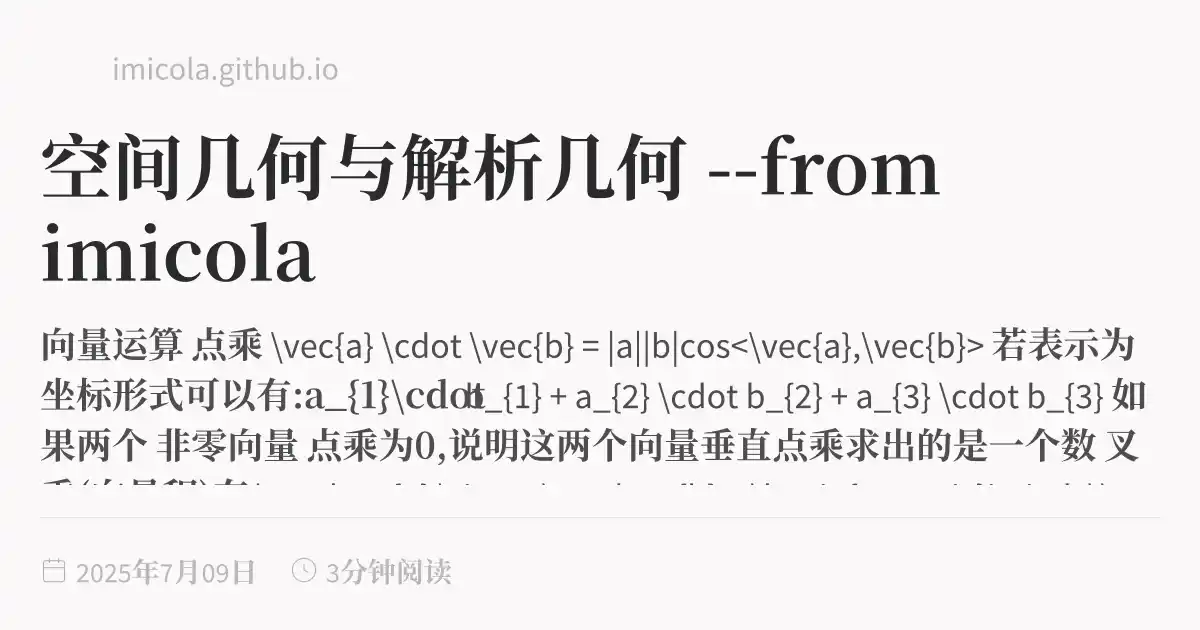 imicola.github.io
空间几何与解析几何 --from
imicola
向量运算 点乘 \vec{a} \cdot \vec{b} = |a||b|cos<\vec{a},\vec{b}> 若表示为
坐标形式可以有:a_{1}\cdot b_{1} + a_{2} \cdot b_{2} + a_{3} \cdot b_{3} 如
果两个 非零向量 点乘为0,说明这两个向量垂直点乘求出的是一个数 叉
2025年7月09日 3分钟阅读